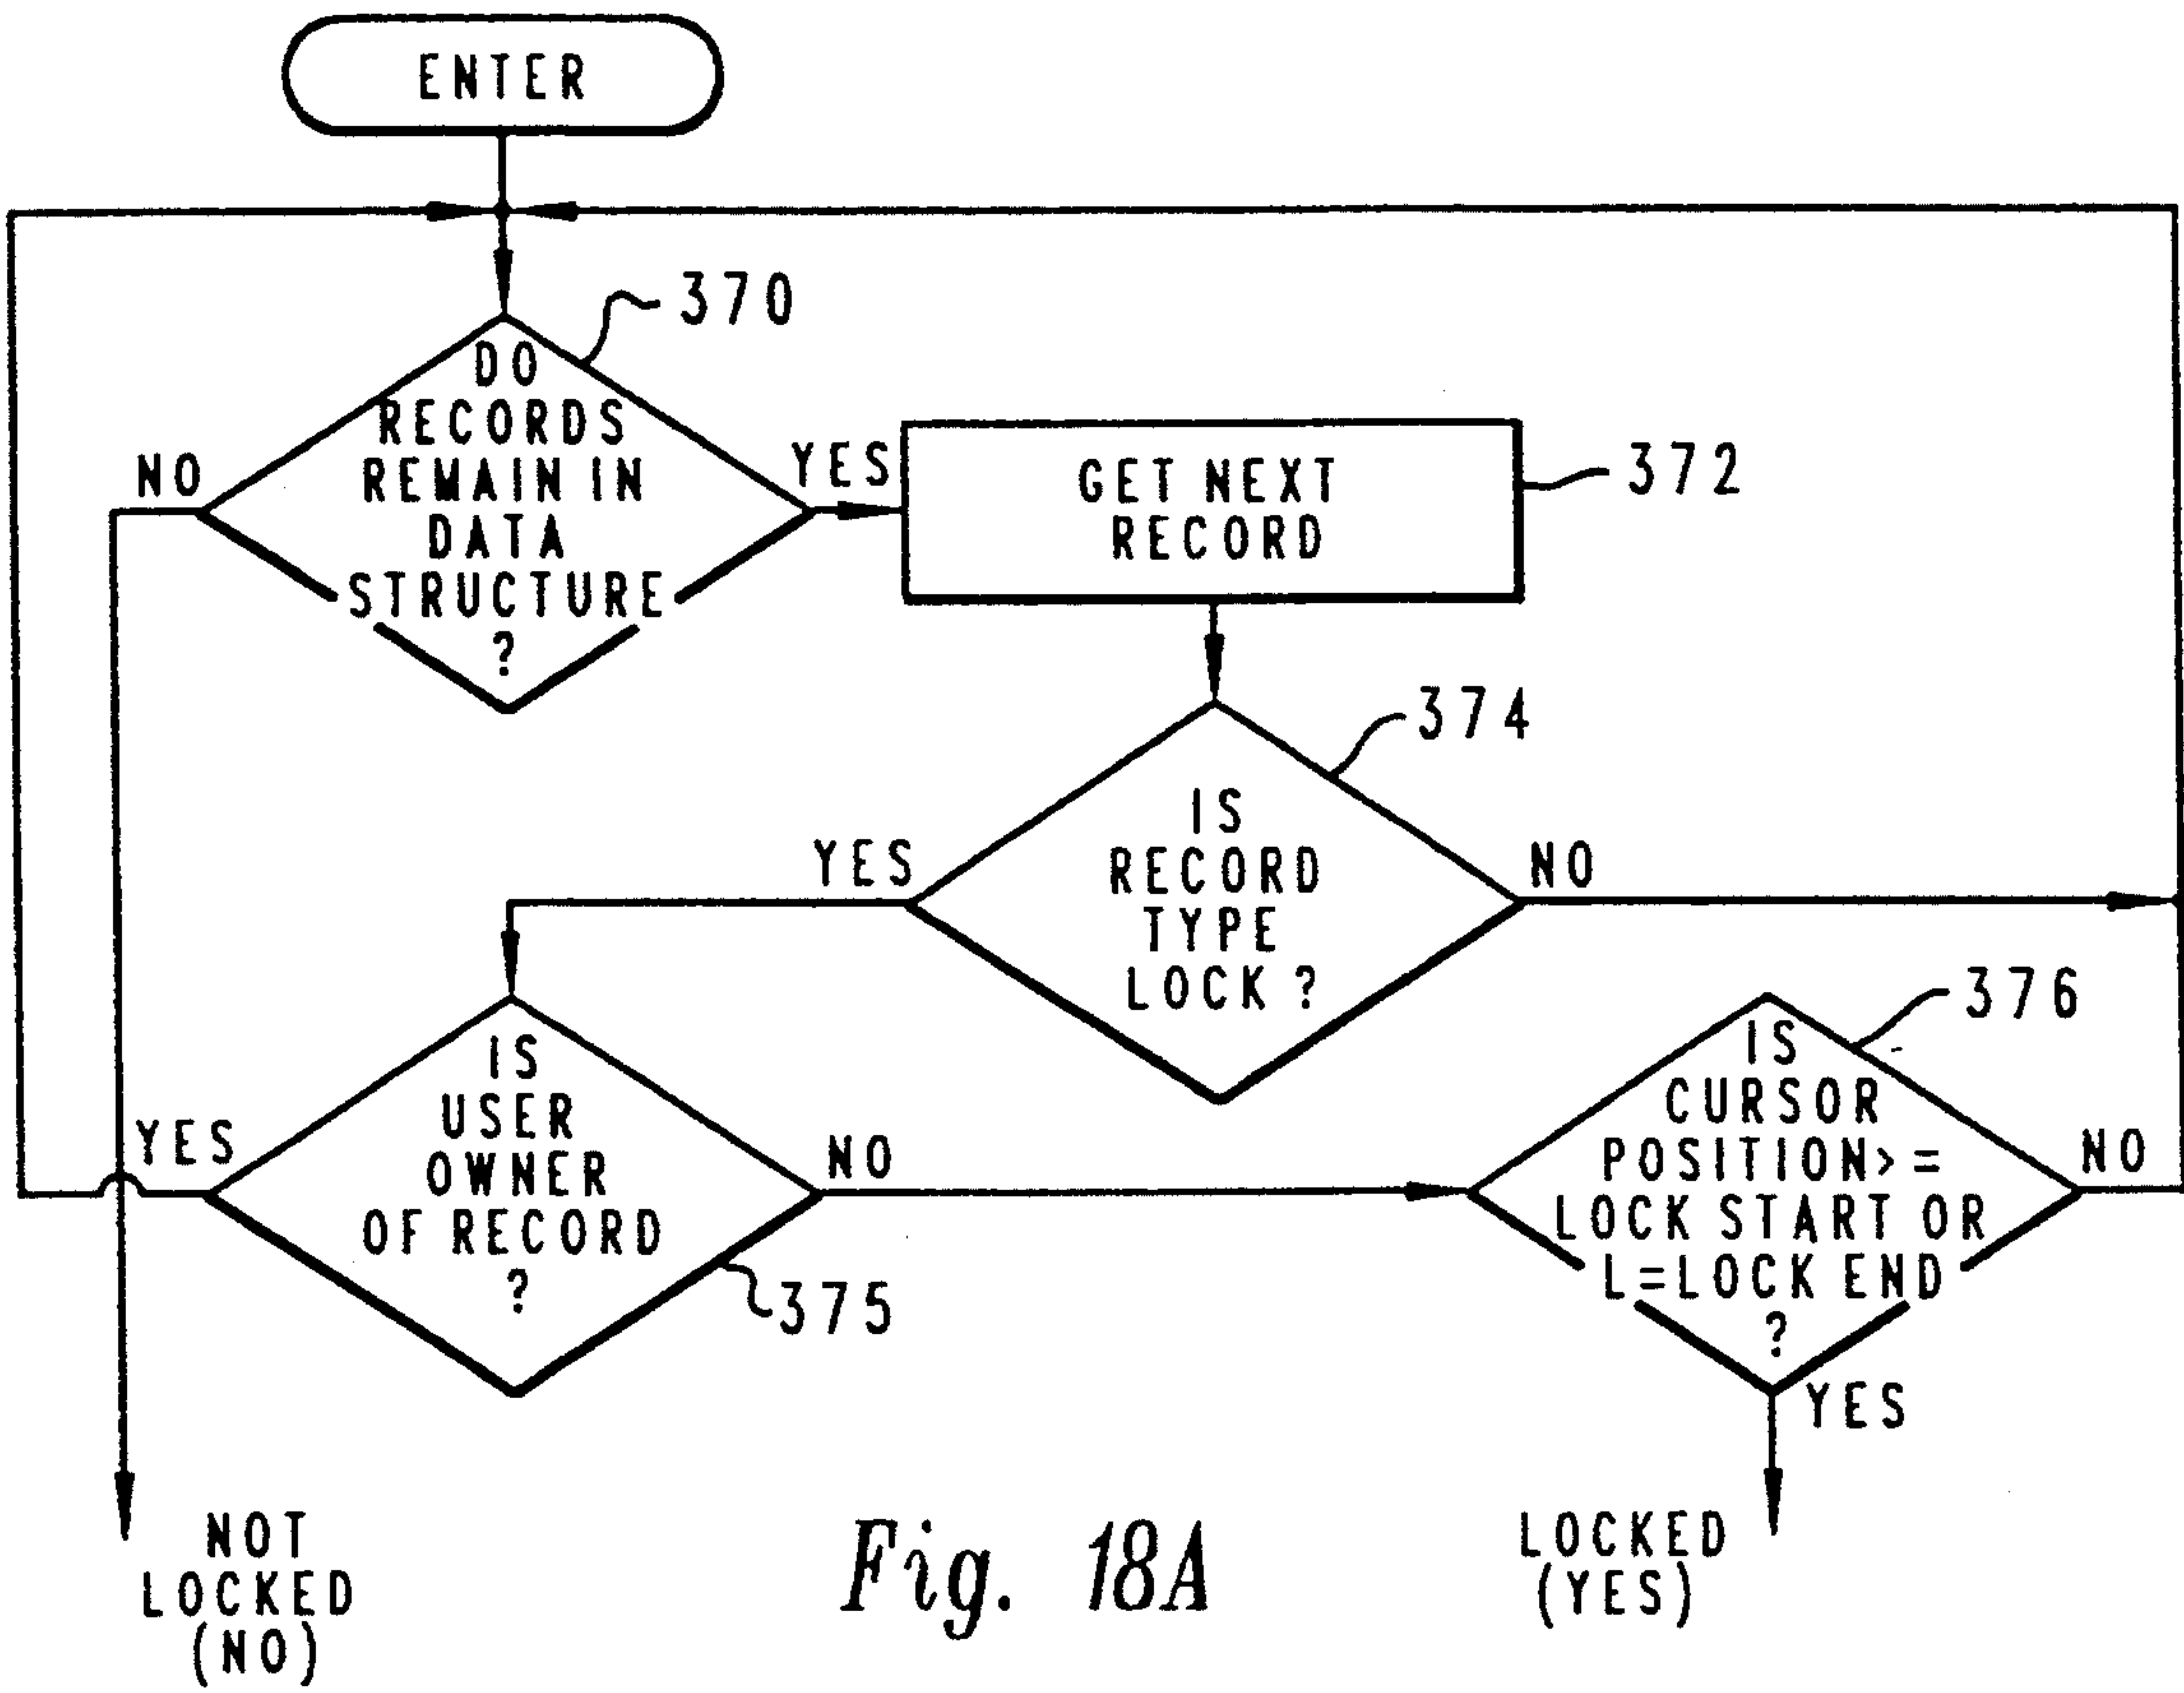 ENTER
370
DO
RECORDS
REMAIN IN
DATA
STRUCTURE
?
NO
YES
GET NEXT
RECORD
372
374
IS
RECORD
TYPE
LOCK ?
YES
NO
376
IS
USER
OWNER
OF RECORD
?
YES
NO
375
IS
CURSOR
POSITION>=
LOCK START OR
L=LOCK END
?
NO
YES
NOT
LOCKED
(NO)
Fig. 18A
LOCKED
(YES)